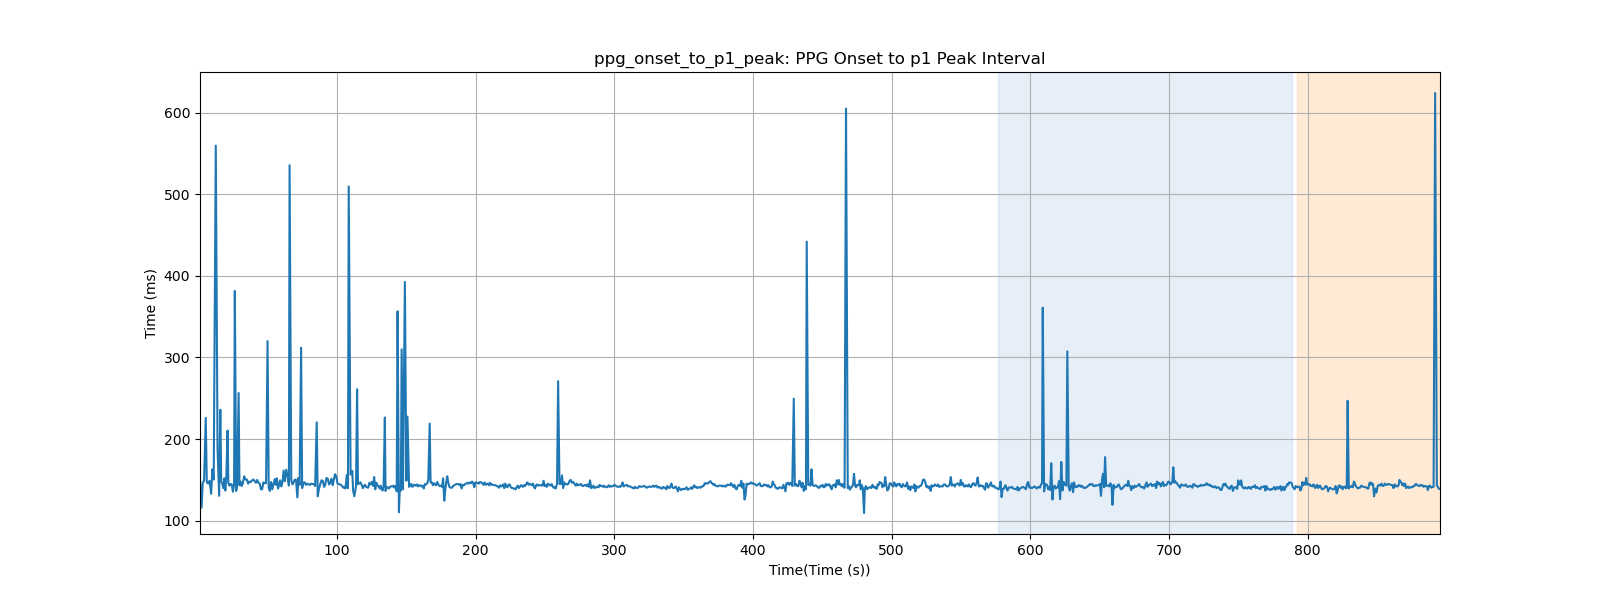 ppg_onset_to_p1_peak: PPG Onset to p1 Peak Interval
600
500
400
300
200
100
Time (ms)
100 200 300 400 500 600 700 800
Time(Time (s))